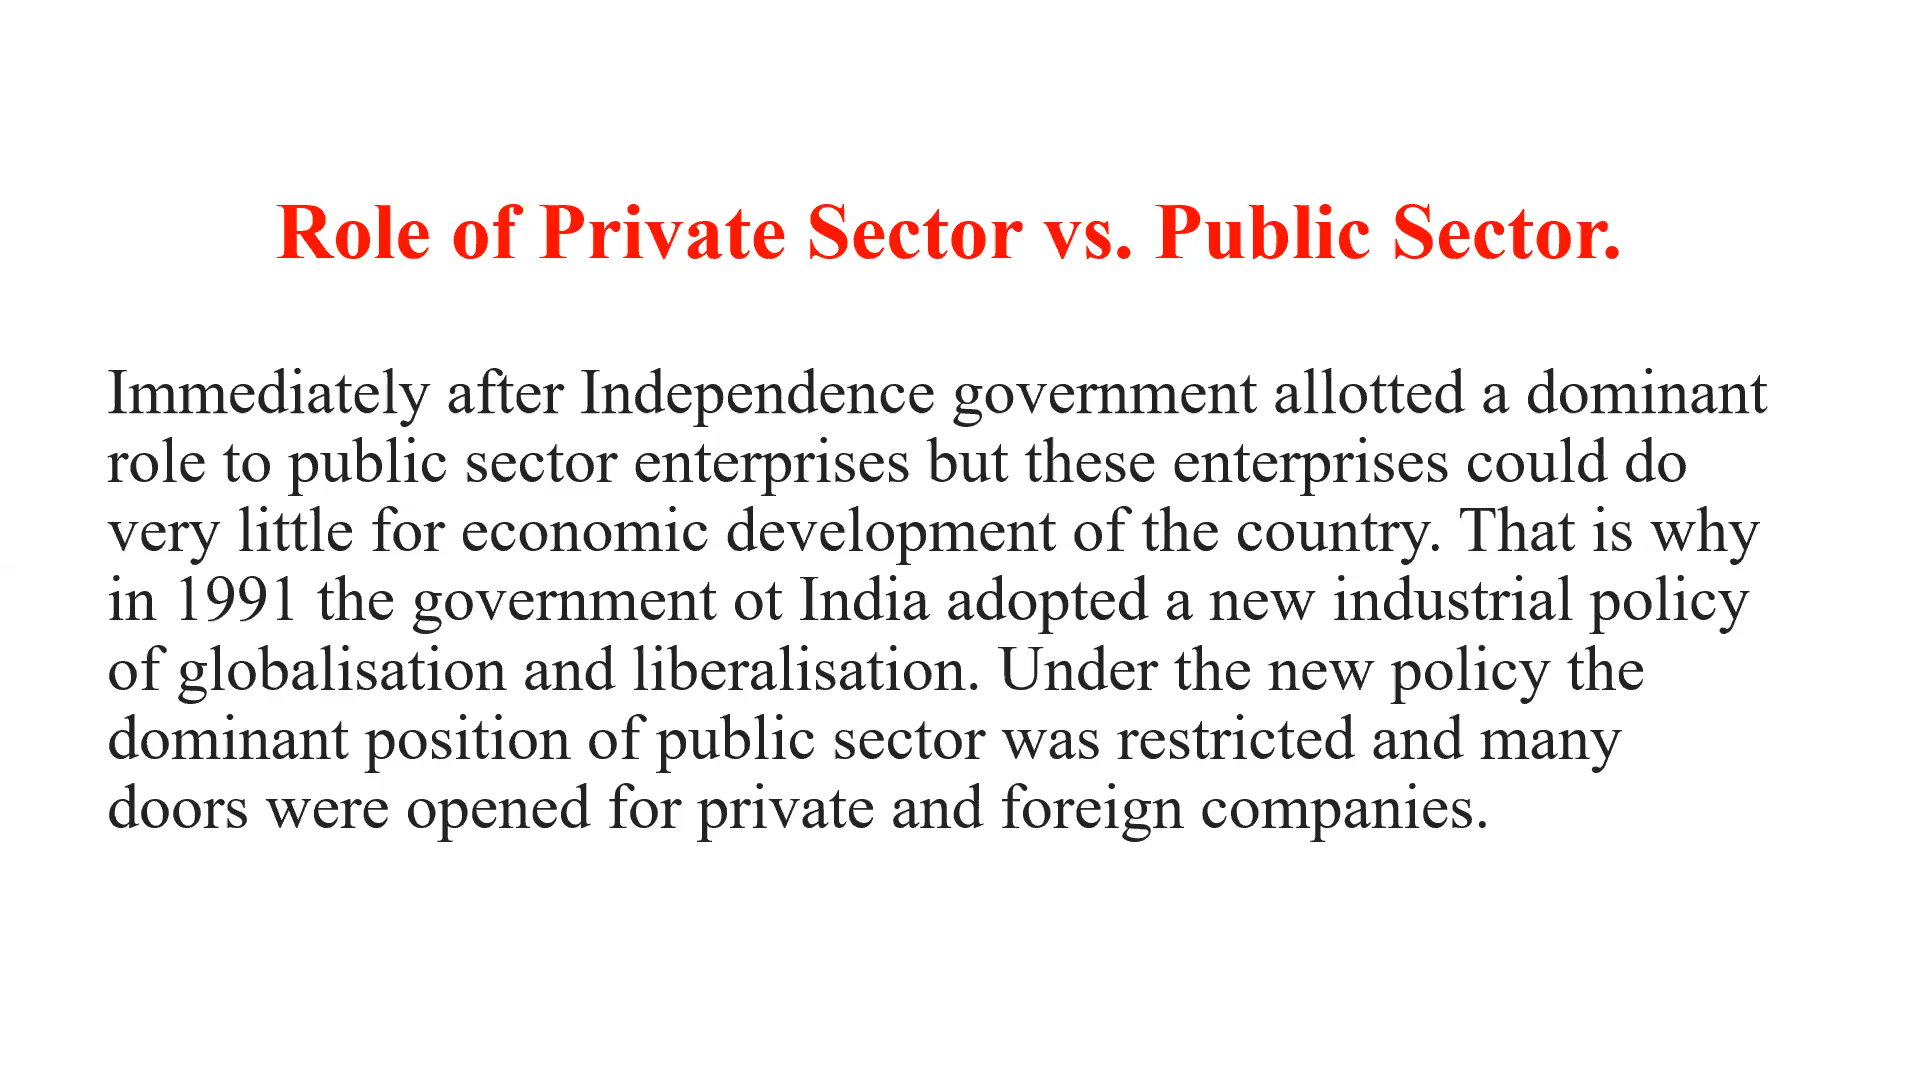 Role of Private Sector vs. Public Sector.
Immediately after Independence government allotted a dominant
role to public sector enterprises but these enterprises could do
very little for economic development of the country. That is why
in 1991 the government ot India adopted a new industrial policy
of globalisation and liberalisation. Under the new policy the
dominant position of public sector was restricted and many
doors were opened for private and foreign companies.